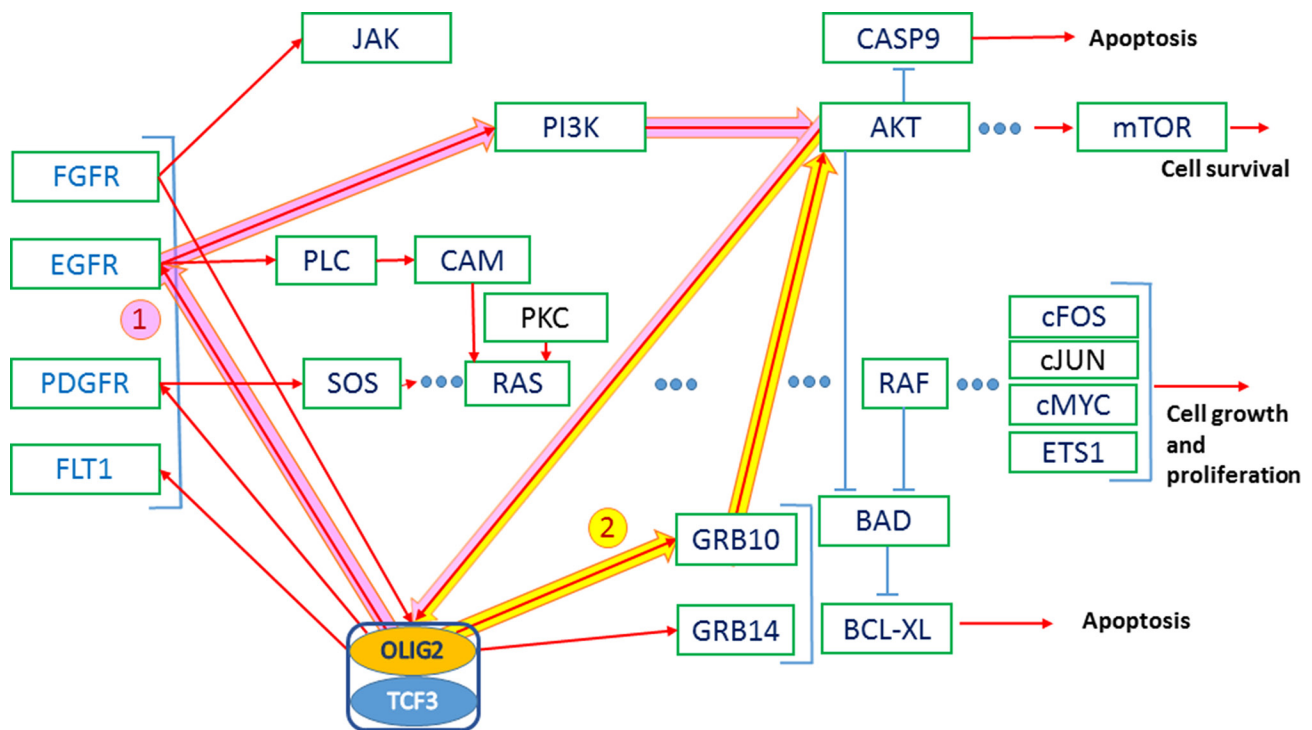 JAK
CASP9
Apoptosis
PI3K
AKT
mTOR
Cell survival
FGFR
EGFR
PLC
CAM
PKC
1
PDGFR
SOS
RAS
RAF
cFOS
cJUN
cMYC
ETS1
Cell growth
and
proliferation
FLT1
2
GRB10
BAD
GRB14
BCL-XL
Apoptosis
OLIG2
TCF3